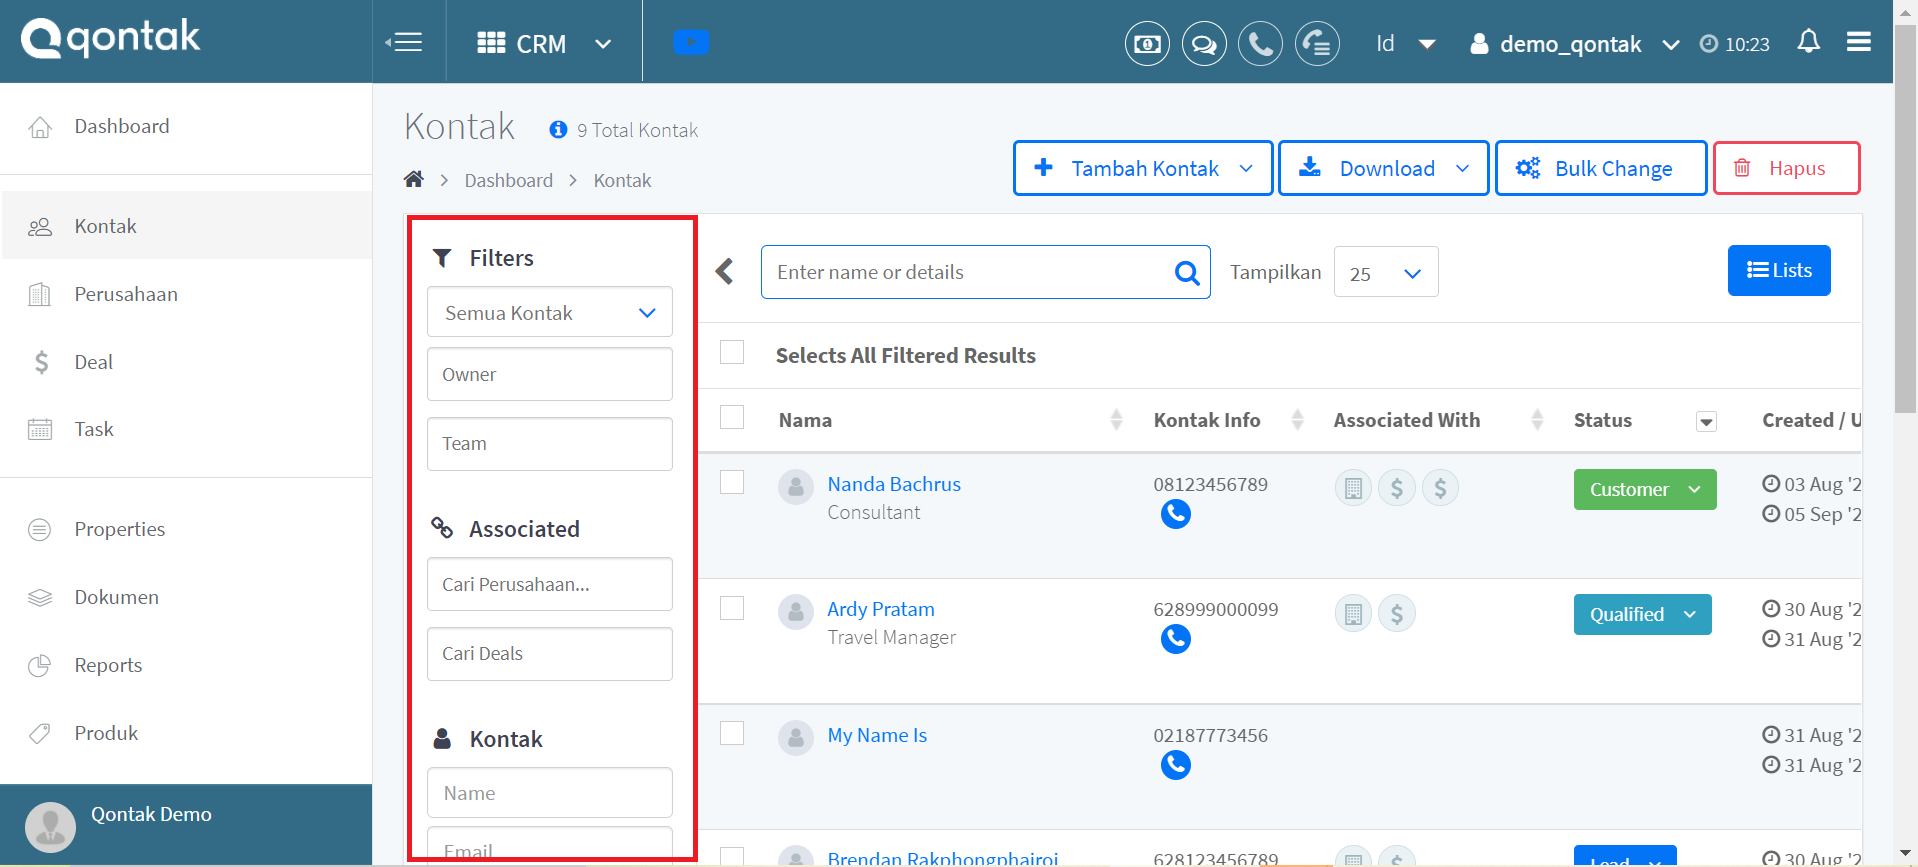 qontak
CRM
Id
demo_qontak
10:23
Dashboard
Kontak
Perusahaan
Deal
Task
Properties
Dokumen
Reports
Produk
Qontak Demo
Kontak
9 Total Kontak
Dashboard
Kontak
Tambah Kontak
Download
Bulk Change
Hapus
Filters
Semua Kontak
Owner
Team
Associated
Cari Perusahaan...
Cari Deals
Kontak
Name
Email
Enter name or details
Tampilkan
25
Lists
Selects All Filtered Results
Nama
Kontak Info
Associated With
Status
Created / U
Nanda Bachrus
Consultant
08123456789
Customer
03 Aug '2
05 Sep '2
Ardy Pratam
Travel Manager
628999000099
Qualified
30 Aug '2
31 Aug '2
My Name Is
02187773456
31 Aug '2
31 Aug '2
Brendan Rakphongphairoj
628123456789
Lead
30 Aug '2